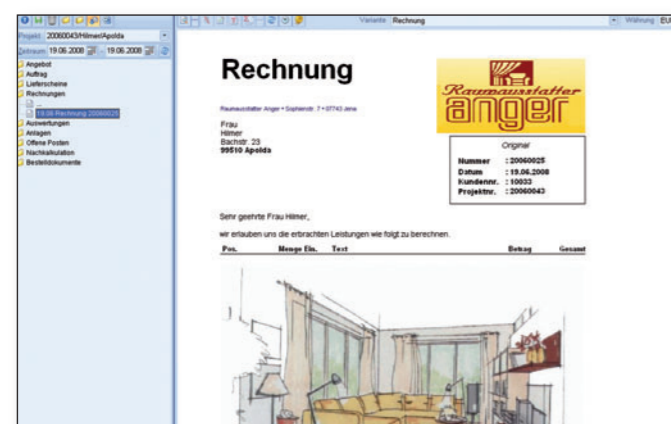 Variante Rechnung
Währung EUR
Projekt 20060043/Hilmer/Apolda
Zeitraum 19.06.2008 - 19.06.2008
Angebot
Auftrag
Lieferscheine
Rechnungen
...
19.06-Rechnung 20060025
Auswertungen
Anlagen
Offene Posten
Nachkalkulation
Bestelldokumente
Rechnung
Raumausstatter
anger
Raumausstatter Anger • Sophienstr. 7 • 07743 Jena
Frau
Hilmer
Bachstr. 23
99510 Apolda
Original
Nummer : 20060025
Datum : 19.06.2008
Kundennr. : 10033
Projektnr. : 20060043
Sehr geehrte Frau Hilmer,
wir erlauben uns die erbrachten Leistungen wie folgt zu berechnen.
Pos. Menge Ein. Text Betrag Gesamt